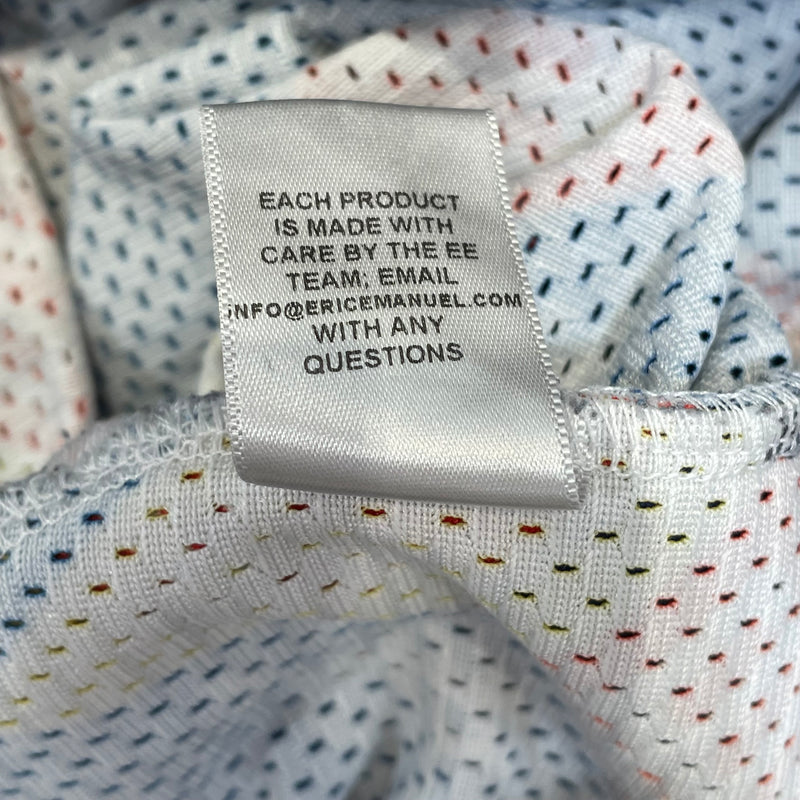 EACH PRODUCT
IS MADE WITH
CARE BY THE EE
TEAM; EMAIL
INFO@ERICEMANUEL.COM
WITH ANY
QUESTIONS